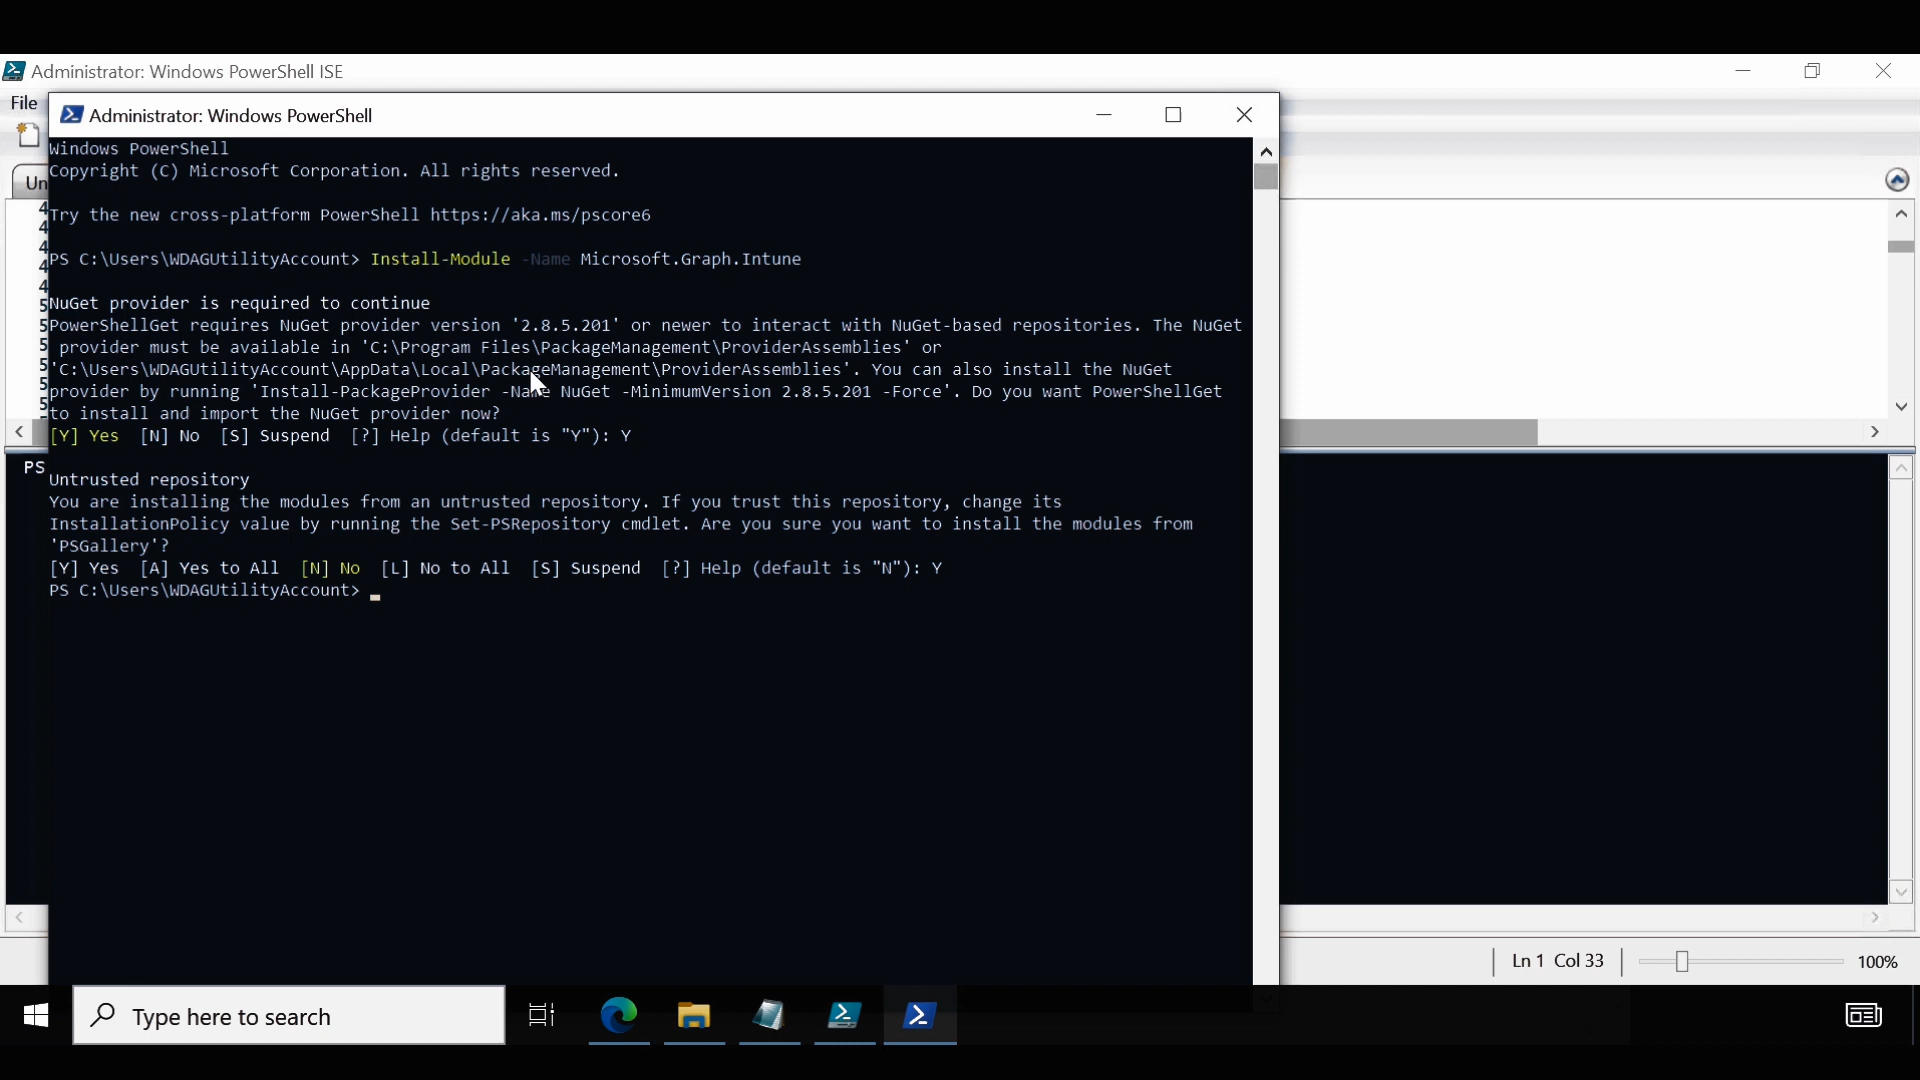 Administrator: Windows PowerShell ISE
File
Administrator: Windows PowerShell
Un
Windows PowerShell
Copyright (C) Microsoft Corporation. All rights reserved.
Try the new cross-platform PowerShell https://aka.ms/pscore6
PS C:\Users\WDAGUtilityAccount> Install-Module -Name Microsoft.Graph.Intune
NuGet provider is required to continue
PowerShellGet requires NuGet provider version '2.8.5.201' or newer to interact with NuGet-based repositories. The NuGet
provider must be available in 'C:\Program Files\PackageManagement\ProviderAssemblies' or
'C:\Users\WDAGUtilityAccount\AppData\Local\PackageManagement\ProviderAssemblies'. You can also install the NuGet
provider by running 'Install-PackageProvider -Name NuGet -MinimumVersion 2.8.5.201 -Force'. Do you want PowerShellGet
to install and import the NuGet provider now?
[Y] Yes [N] No [S] Suspend [?] Help (default is "Y"): Y
PS
Untrusted repository
You are installing the modules from an untrusted repository. If you trust this repository, change its
InstallationPolicy value by running the Set-PSRepository cmdlet. Are you sure you want to install the modules from
'PSGallery'?
[Y] Yes [A] Yes to All [N] No [L] No to All [S] Suspend [?] Help (default is "N"): Y
PS C:\Users\WDAGUtilityAccount>
Ln 1 Col 33
100%
Type here to search